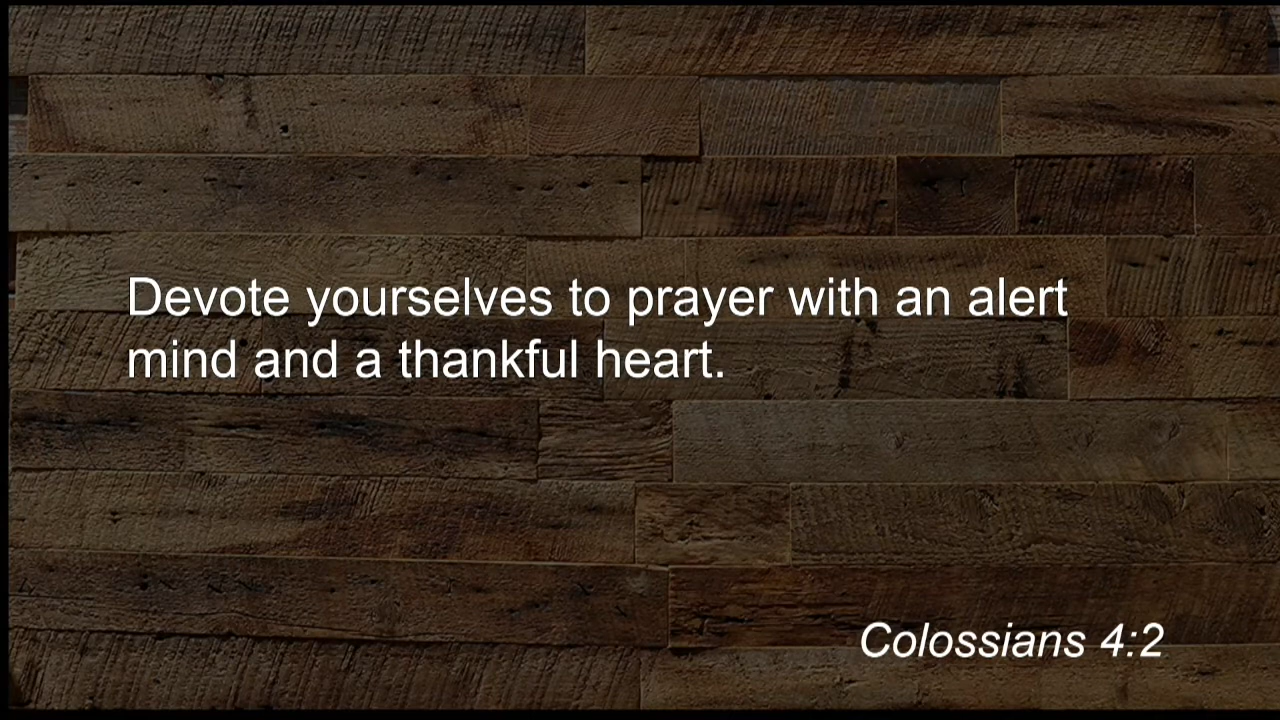 Devote yourselves to prayer with an alert
mind and a thankful heart.
Colossians 4:2